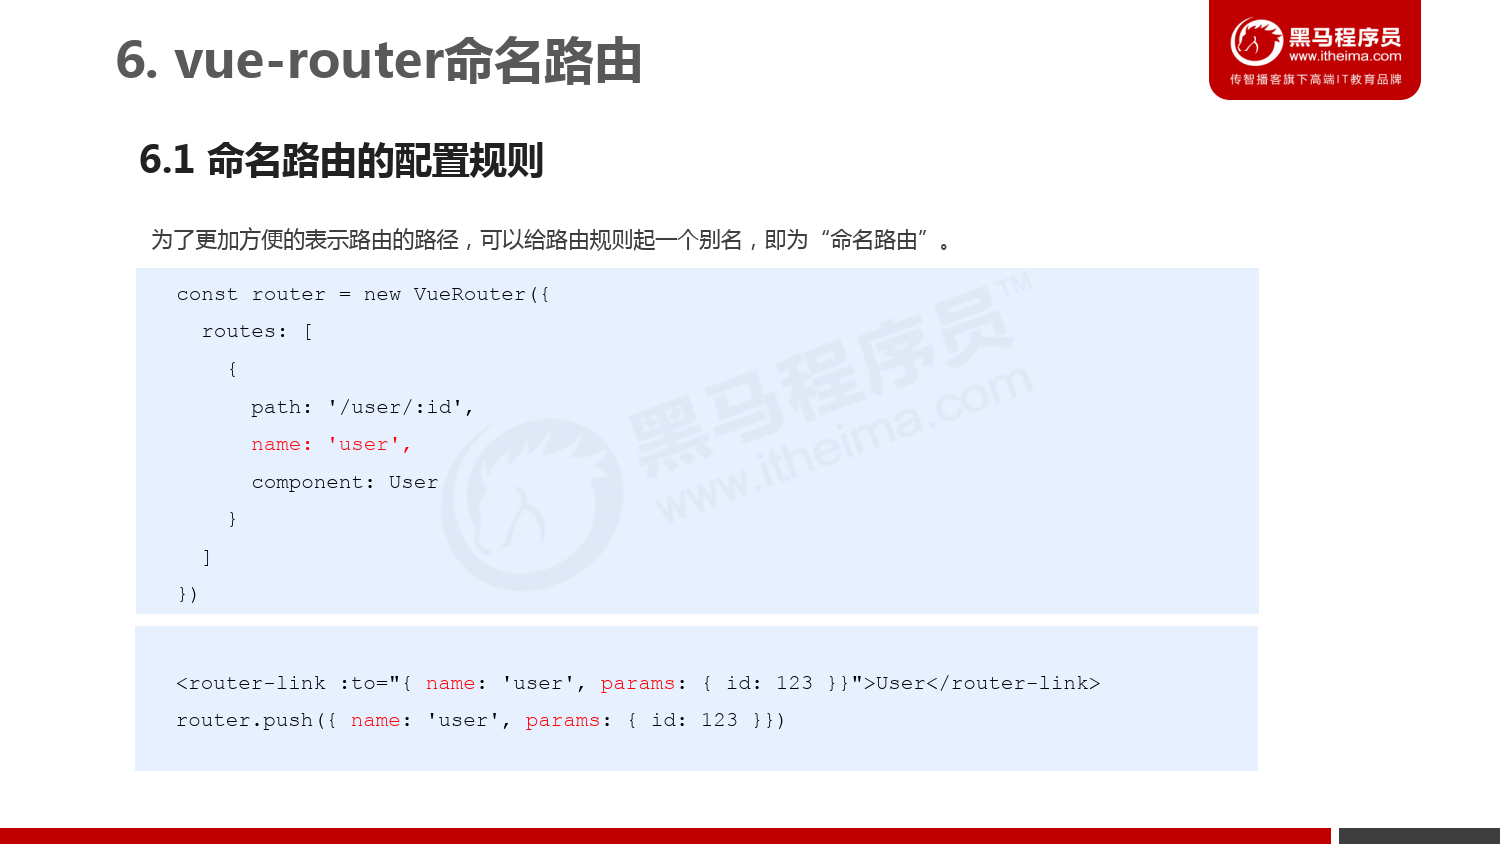 6. vue-router命名路由
黑马程序员
www.itheima.com
传智播客旗下高端IT教育品牌
6.1 命名路由的配置规则
为了更加方便的表示路由的路径，可以给路由规则起一个别名，即为“命名路由”。
const router = new VueRouter({
  routes: [
    {
      path: '/user/:id',
      name: 'user',
      component: User
    }
  ]
})
黑马程序员™
www.itheima.com
<router-link :to="{ name: 'user', params: { id: 123 }}">User</router-link>
router.push({ name: 'user', params: { id: 123 }})